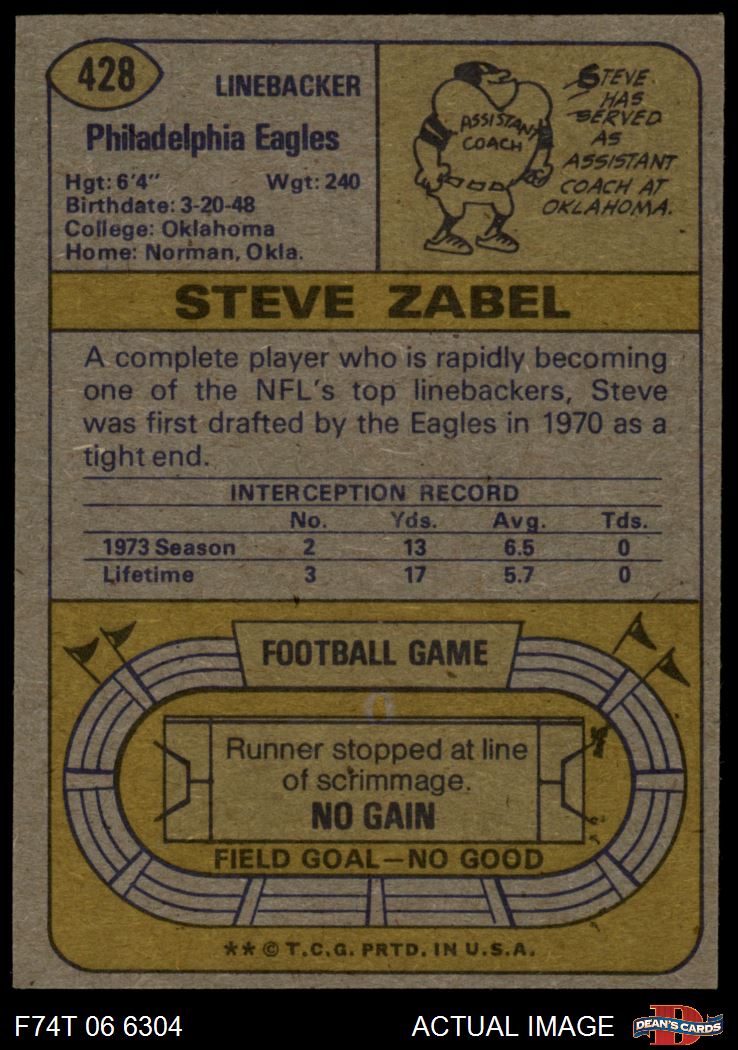 428
LINEBACKER
Philadelphia Eagles
Hgt: 6'4" Wgt: 240
Birthdate: 3-20-48
College: Oklahoma
Home: Norman, Okla.
ASSISTANT
COACH
STEVE
HAS
SERVED
AS
ASSISTANT
COACH AT
OKLAHOMA.
STEVE ZABEL
A complete player who is rapidly becoming
one of the NFL's top linebackers, Steve
was first drafted by the Eagles in 1970 as a
tight end.
INTERCEPTION RECORD
No. Yds. Avg. Tds.
1973 Season 2 13 6.5 0
Lifetime 3 17 5.7 0
FOOTBALL GAME
Runner stopped at line
of scrimmage.
NO GAIN
FIELD GOAL—NO GOOD
** © T.C.G. PRTD. IN U.S.A.
F74T 06 6304 ACTUAL IMAGE
DEAN'S CARDS